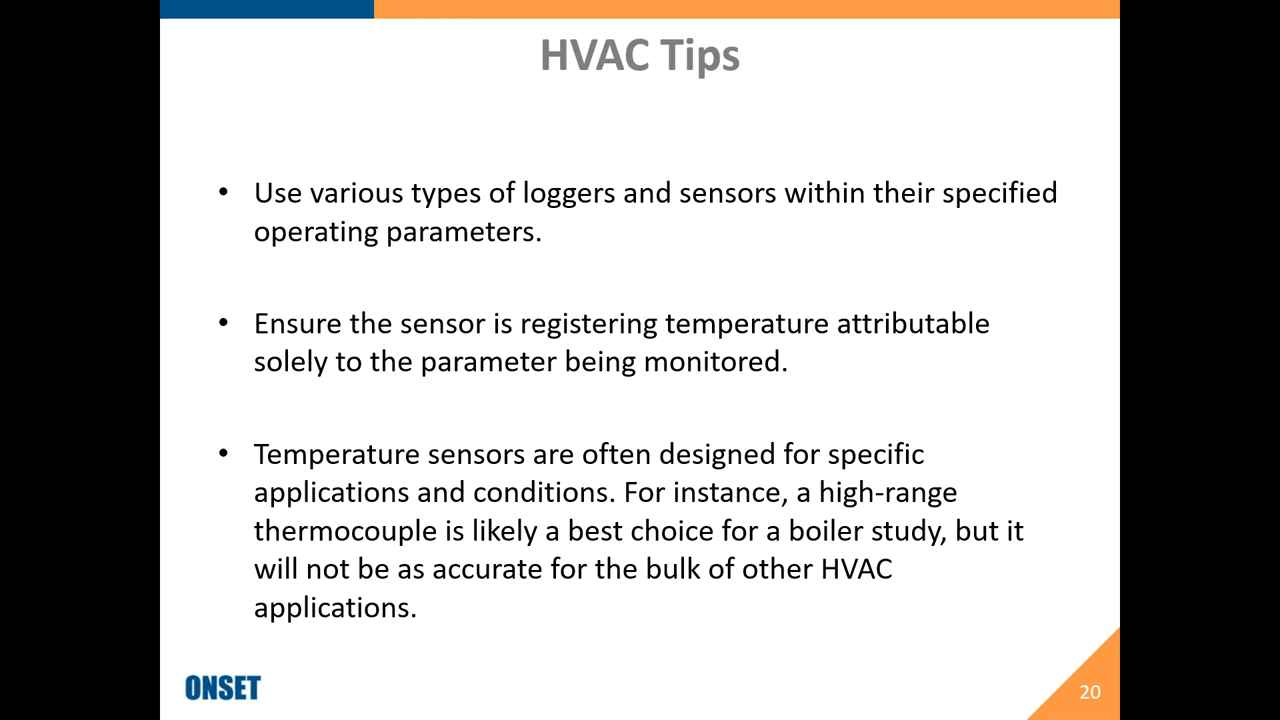 HVAC Tips
• Use various types of loggers and sensors within their specified
operating parameters.
• Ensure the sensor is registering temperature attributable
solely to the parameter being monitored.
• Temperature sensors are often designed for specific
applications and conditions. For instance, a high-range
thermocouple is likely a best choice for a boiler study, but it
will not be as accurate for the bulk of other HVAC
applications.
ONSET
20